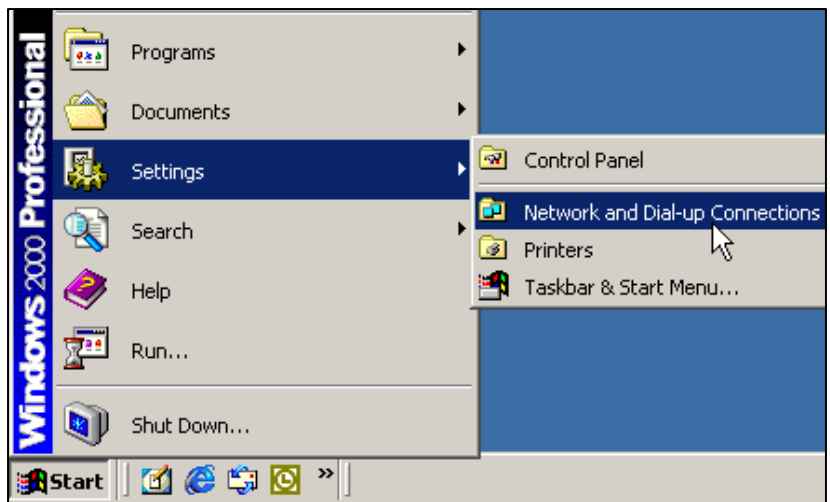 Windows 2000 Professional
Programs
Documents
Settings
Search
Help
Run...
Shut Down...
Control Panel
Network and Dial-up Connections
Printers
Taskbar & Start Menu...
Start
»